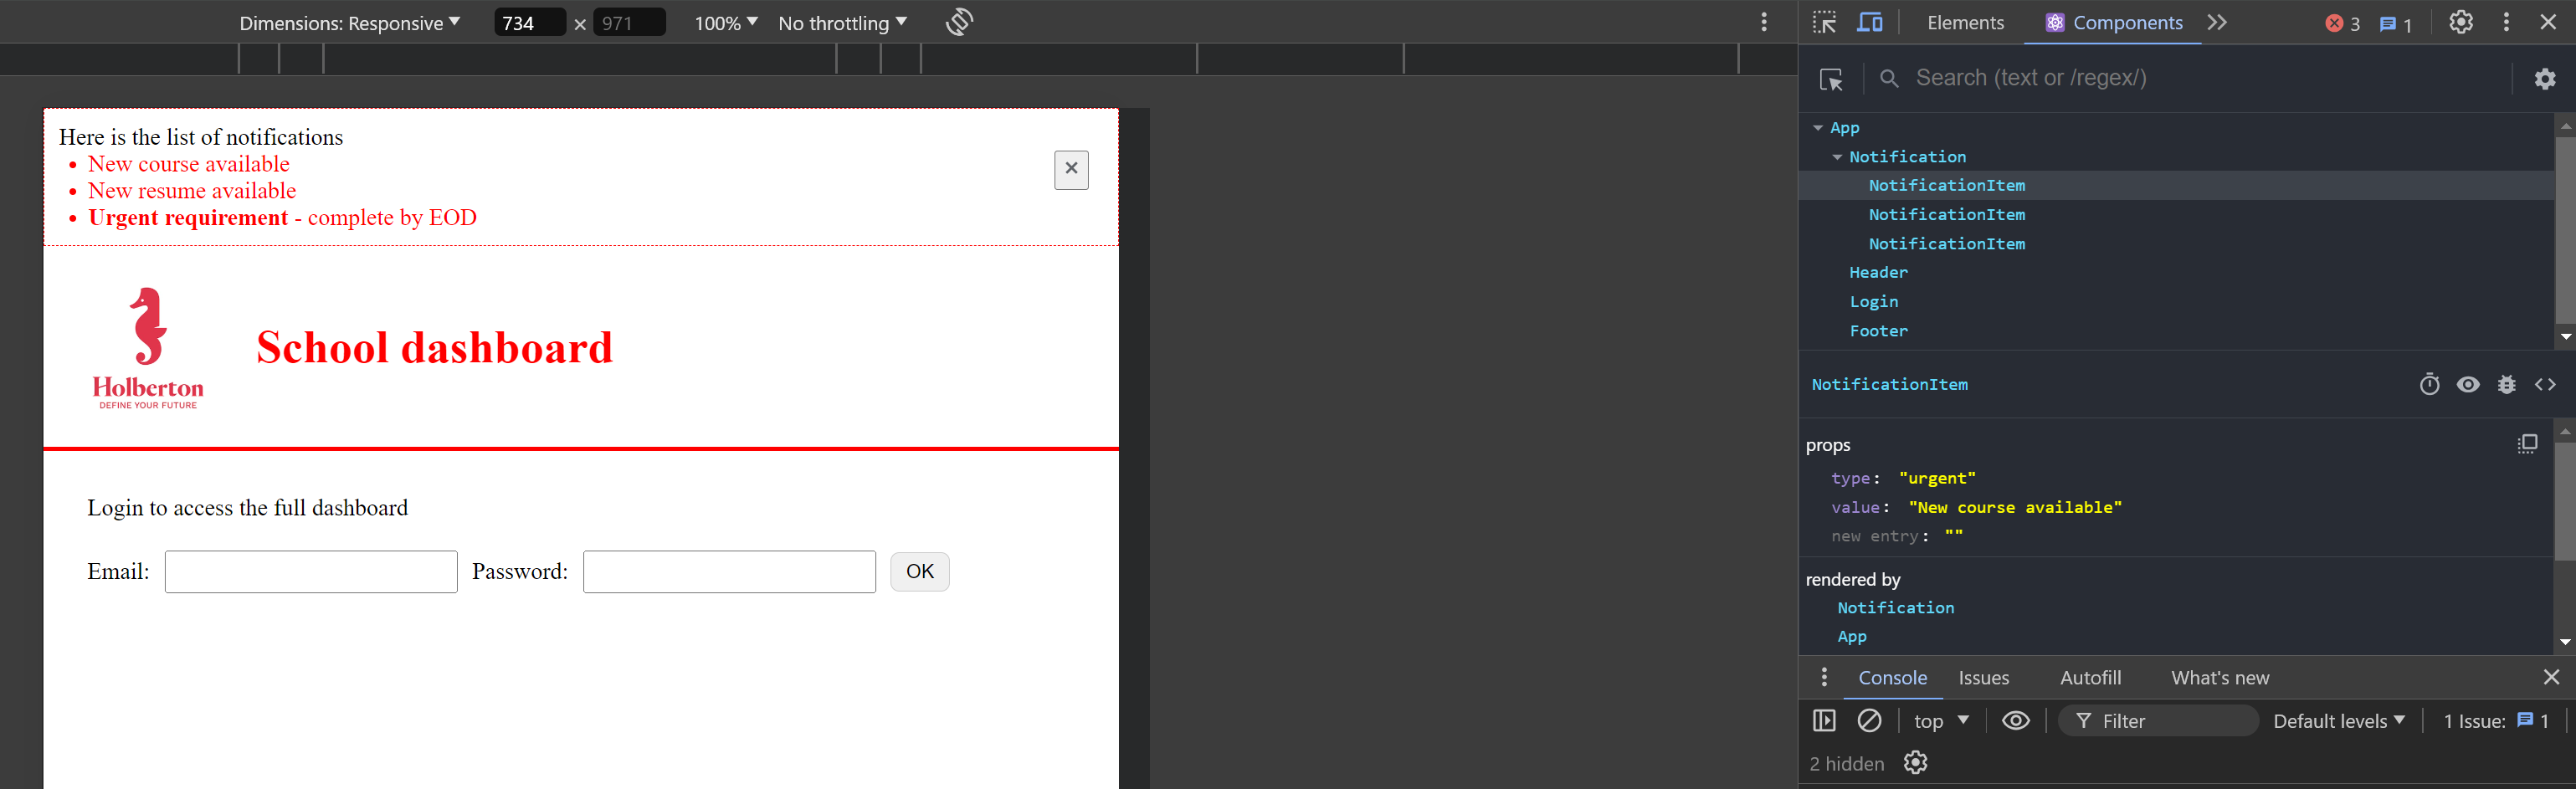 Dimensions: Responsive ▼ 734 × 971 100% ▼ No throttling ▼
Elements Components 3 1
Search (text or /regex/)
Here is the list of notifications
• New course available
• New resume available
• Urgent requirement - complete by EOD
×
Holberton
DEFINE YOUR FUTURE
School dashboard
Login to access the full dashboard
Email: Password: OK
App
Notification
NotificationItem
NotificationItem
NotificationItem
Header
Login
Footer
NotificationItem
props
type: "urgent"
value: "New course available"
new entry: ""
rendered by
Notification
App
Console Issues Autofill What's new
top ▼ Filter Default levels ▼ 1 Issue: 1
2 hidden